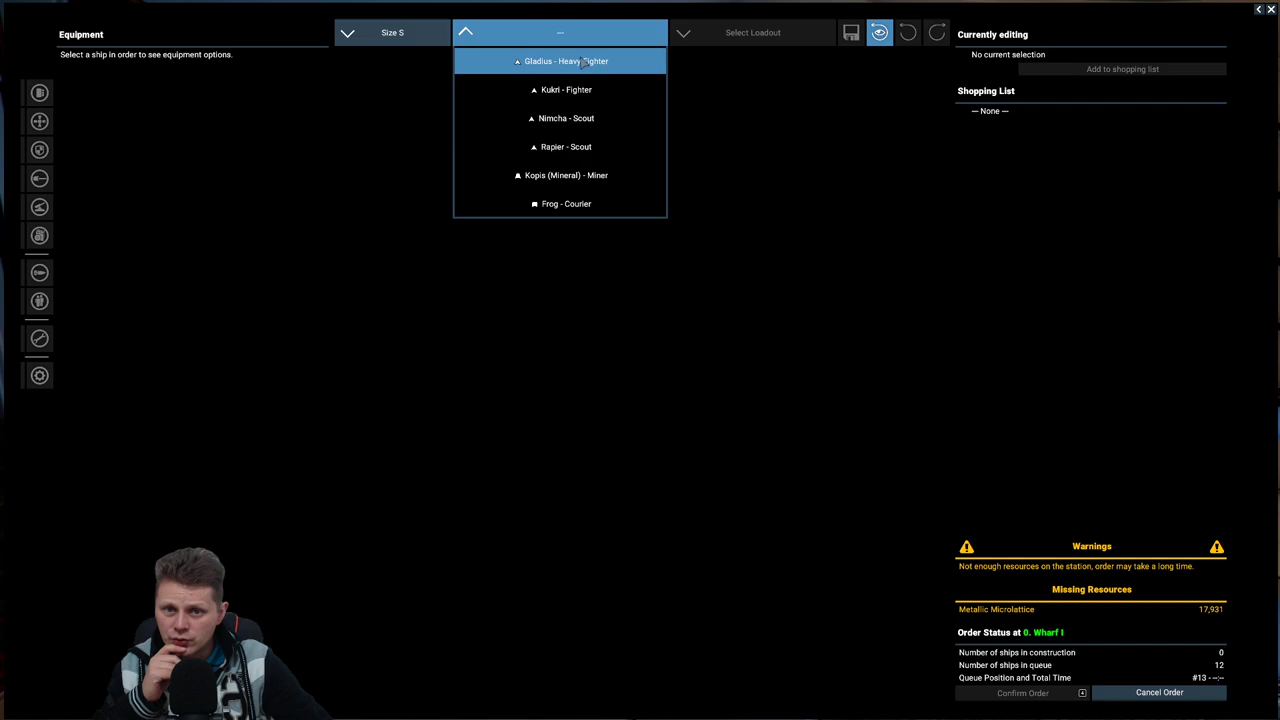 Equipment
Select a ship in order to see equipment options.
Size S
---
Select Loadout
Gladius - Heavy Fighter
Kukri - Fighter
Nimcha - Scout
Rapier - Scout
Kopis (Mineral) - Miner
Frog - Courier
Currently editing
No current selection
Add to shopping list
Shopping List
--- None ---
Warnings
Not enough resources on the station, order may take a long time.
Missing Resources
Metallic Microlattice 17,931
Order Status at 0. Wharf I
Number of ships in construction 0
Number of ships in queue 12
Queue Position and Total Time #13 - --:--
Confirm Order
Cancel Order